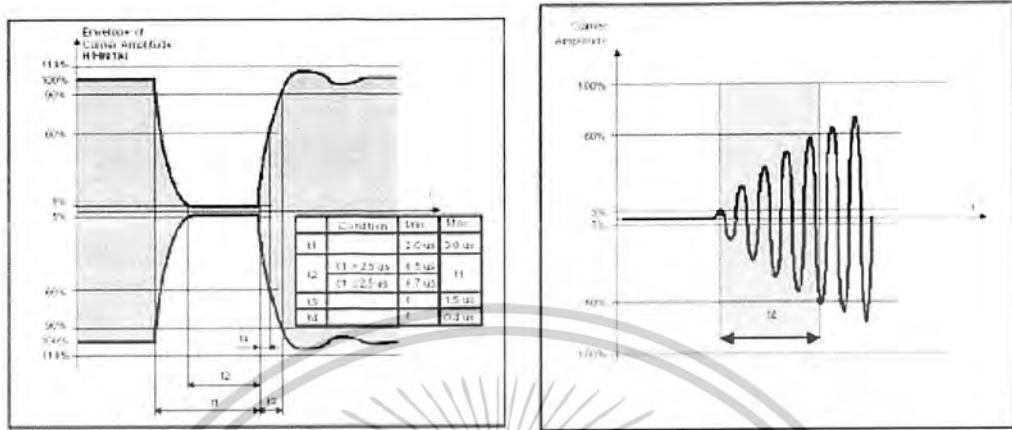 Envelope of
Carrier Amplitude
110%
100%
90%
60%
5%
5%
60%
90%
100%
110%
t
Condition Min Max
t1 2.0 us 3.0 us
t2 t1
t1 > 2.5 us 0.5 us
t1 ≤ 2.5 us 0.7 us
t3 1.5 us
t4 0.4 us
t4
t2
t1
t3
Carrier
Amplitude
100%
60%
5%
5%
t
60%
t4
100%